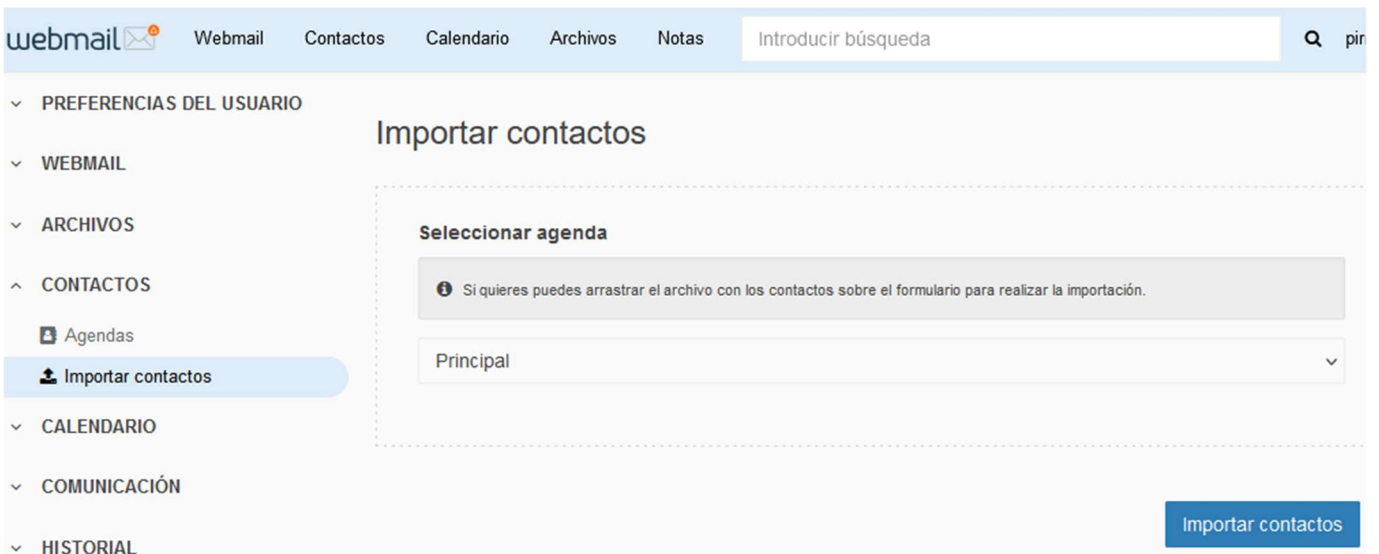 webmail Webmail Contactos Calendario Archivos Notas Introducir búsqueda
PREFERENCIAS DEL USUARIO
WEBMAIL
ARCHIVOS
CONTACTOS
Agendas
Importar contactos
CALENDARIO
COMUNICACIÓN
HISTORIAL
Importar contactos
Seleccionar agenda
Si quieres puedes arrastrar el archivo con los contactos sobre el formulario para realizar la importación.
Principal
Importar contactos